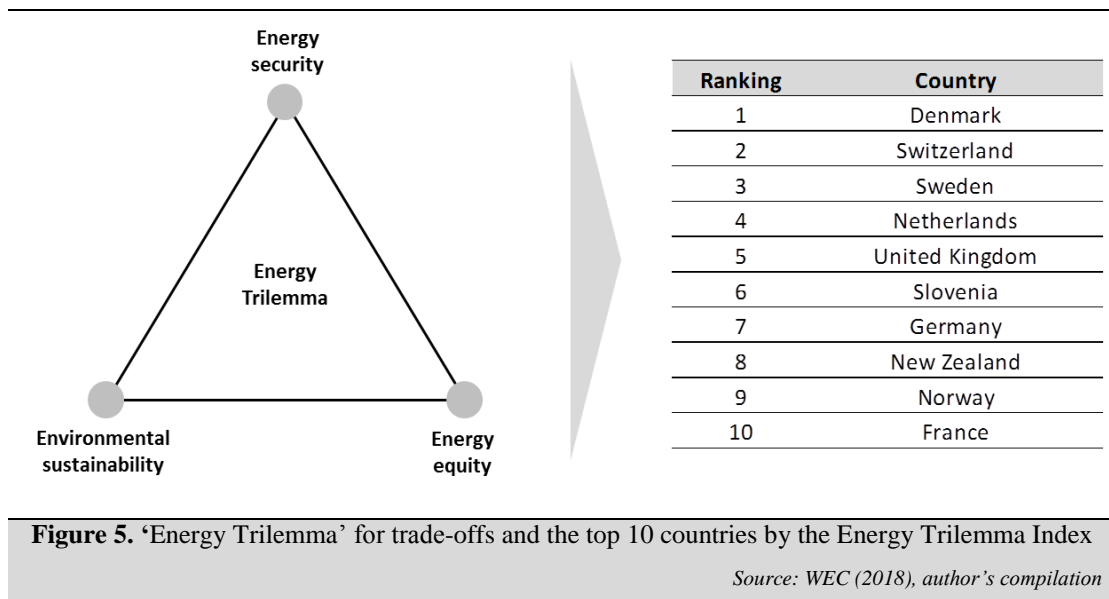 Energy
security
Energy
Trilemma
Environmental
sustainability
Energy
equity
Ranking Country
1 Denmark
2 Switzerland
3 Sweden
4 Netherlands
5 United Kingdom
6 Slovenia
7 Germany
8 New Zealand
9 Norway
10 France
Figure 5. ‘Energy Trilemma’ for trade-offs and the top 10 countries by the Energy Trilemma Index
Source: WEC (2018), author’s compilation